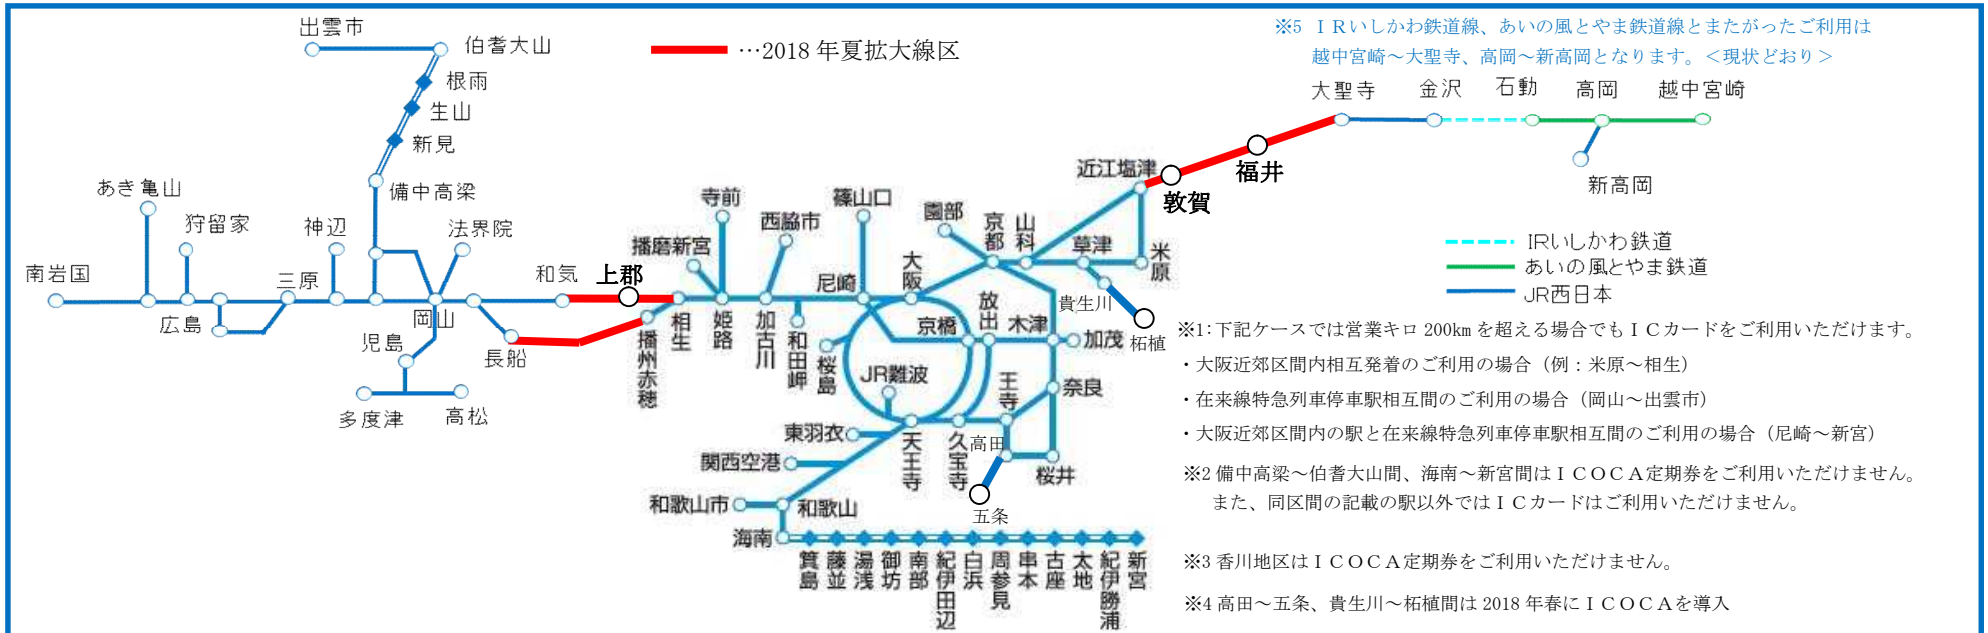 出雲市
伯耆大山
根雨
生山
新見
備中高梁
…2018 年夏拡大線区
※5 ＩＲいしかわ鉄道線、あいの風とやま鉄道線とまたがったご利用は
越中宮崎～大聖寺、高岡～新高岡となります。＜現状どおり＞
大聖寺
金沢
石動
高岡
越中宮崎
新高岡
福井
敦賀
近江塩津
あき亀山
狩留家
神辺
法界院
南岩国
広島
三原
岡山
和気
上郡
児島
長船
多度津
高松
播州赤穂
相生
播磨新宮
寺前
姫路
西脇市
加古川
和田岬
篠山口
尼崎
大阪
桜島
園部
京都
山科
草津
米原
貴生川
柘植
京橋
放出
木津
加茂
JR難波
王寺
奈良
東羽衣
天王寺
久宝寺
高田
桜井
関西空港
五条
和歌山市
和歌山
海南
箕島
藤並
湯浅
御坊
南部
紀伊田辺
白浜
周参見
串本
古座
太地
紀伊勝浦
新宮
IRいしかわ鉄道
あいの風とやま鉄道
JR西日本
※1：下記ケースでは営業キロ 200km を超える場合でもＩＣカードをご利用いただけます。
・大阪近郊区間内相互発着のご利用の場合（例：米原～相生）
・在来線特急列車停車駅相互間のご利用の場合（岡山～出雲市）
・大阪近郊区間内の駅と在来線特急列車停車駅相互間のご利用の場合（尼崎～新宮）
※2 備中高梁～伯耆大山間、海南～新宮間はＩＣＯＣＡ定期券をご利用いただけません。
また、同区間の記載の駅以外ではＩＣカードはご利用いただけません。
※3 香川地区はＩＣＯＣＡ定期券をご利用いただけません。
※4 高田～五条、貴生川～柘植間は 2018 年春にＩＣＯＣＡを導入